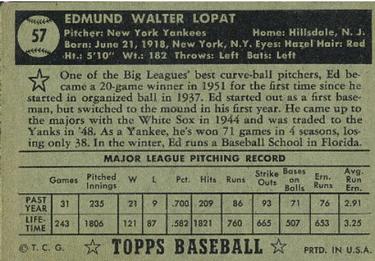 57
EDMUND WALTER LOPAT
Pitcher: New York Yankees Home: Hillsdale, N. J.
Born: June 21, 1918, New York, N.Y. Eyes: Hazel Hair: Red
Ht.: 5'10" Wt.: 182 Throws: Left Bats: Left
One of the Big Leagues' best curve-ball pitchers, Ed became a 20-game winner in 1951 for the first time since he
started in organized ball in 1937. Ed started out as a first base-
man, but switched to the mound in his first year. He came up
to the majors with the White Sox in 1944 and was traded to the
Yanks in '48. As a Yankee, he's won 71 games in 4 seasons, los-
ing only 38. In the winter, Ed runs a Baseball School in Florida.
MAJOR LEAGUE PITCHING RECORD
Games Pitched Innings W L Pct. Hits Runs Strike Outs Bases on Balls Ern. Runs Avg. Ern. Run
PAST YEAR 31 235 21 9 .700 209 86 93 71 76 2.91
LIFE-TIME 243 1806 121 87 .582 1821 760 665 507 653 3.25
© T. C. G. TOPPS BASEBALL PRTD. IN U.S.A.